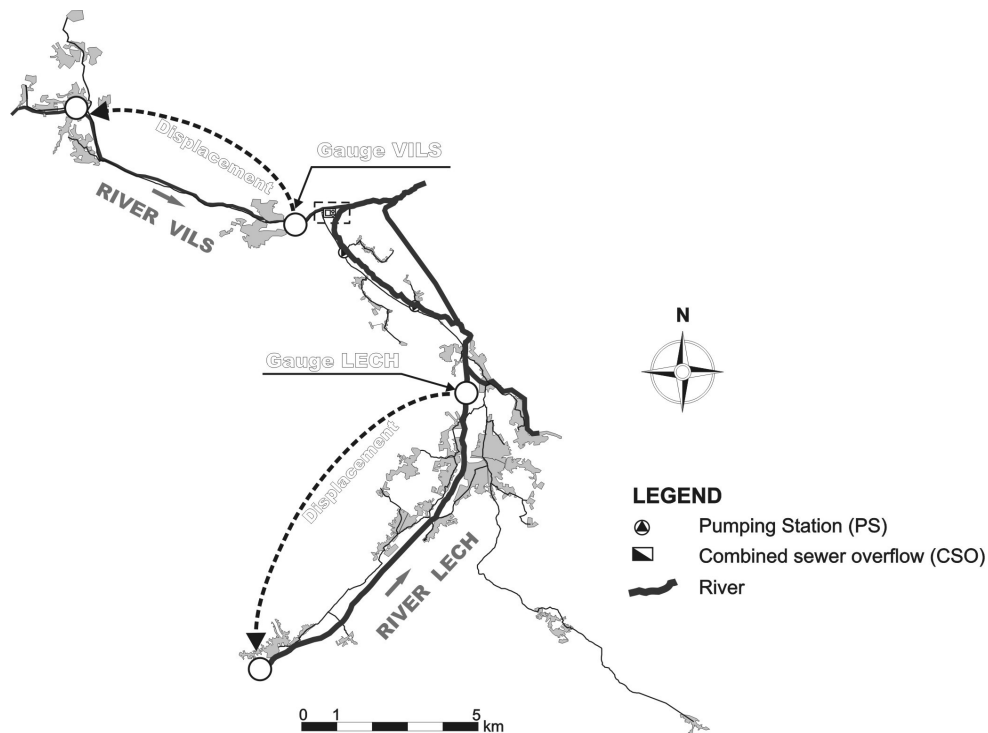 Displacement
Gauge VILS
RIVER VILS
Gauge LECH
N
Displacement
RIVER LECH
LEGEND
Pumping Station (PS)
Combined sewer overflow (CSO)
River
0 1 5
km